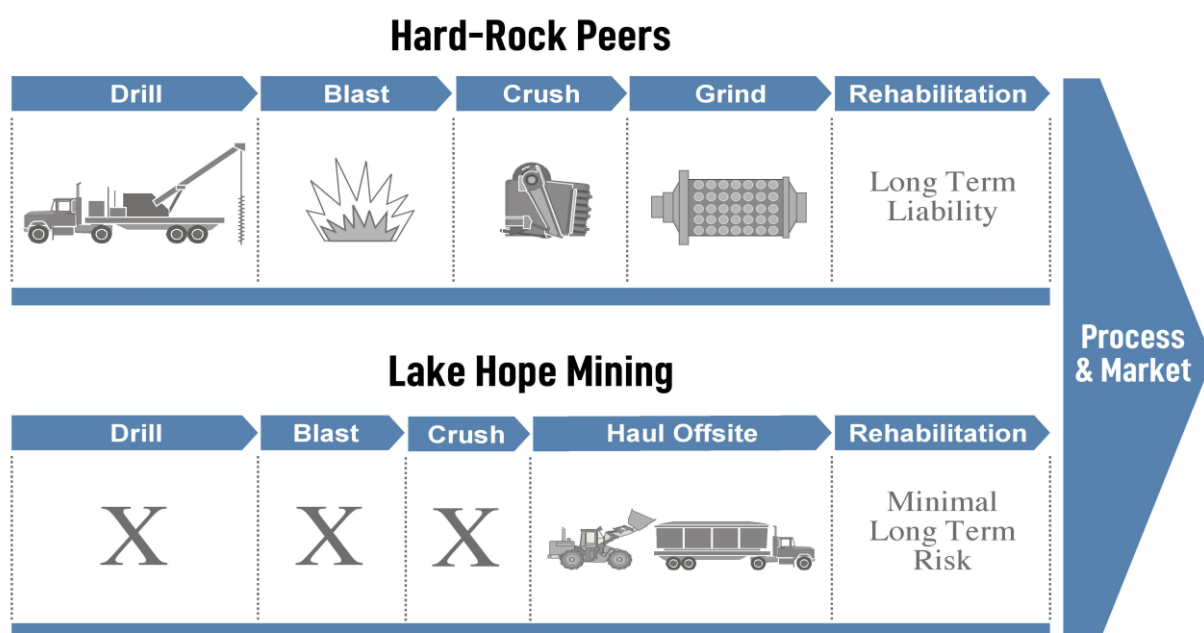 Hard-Rock Peers
Drill
Blast
Crush
Grind
Rehabilitation
Long Term
Liability
Lake Hope Mining
Drill
Blast
Crush
Haul Offsite
Rehabilitation
X
X
X
Minimal
Long Term
Risk
Process
& Market